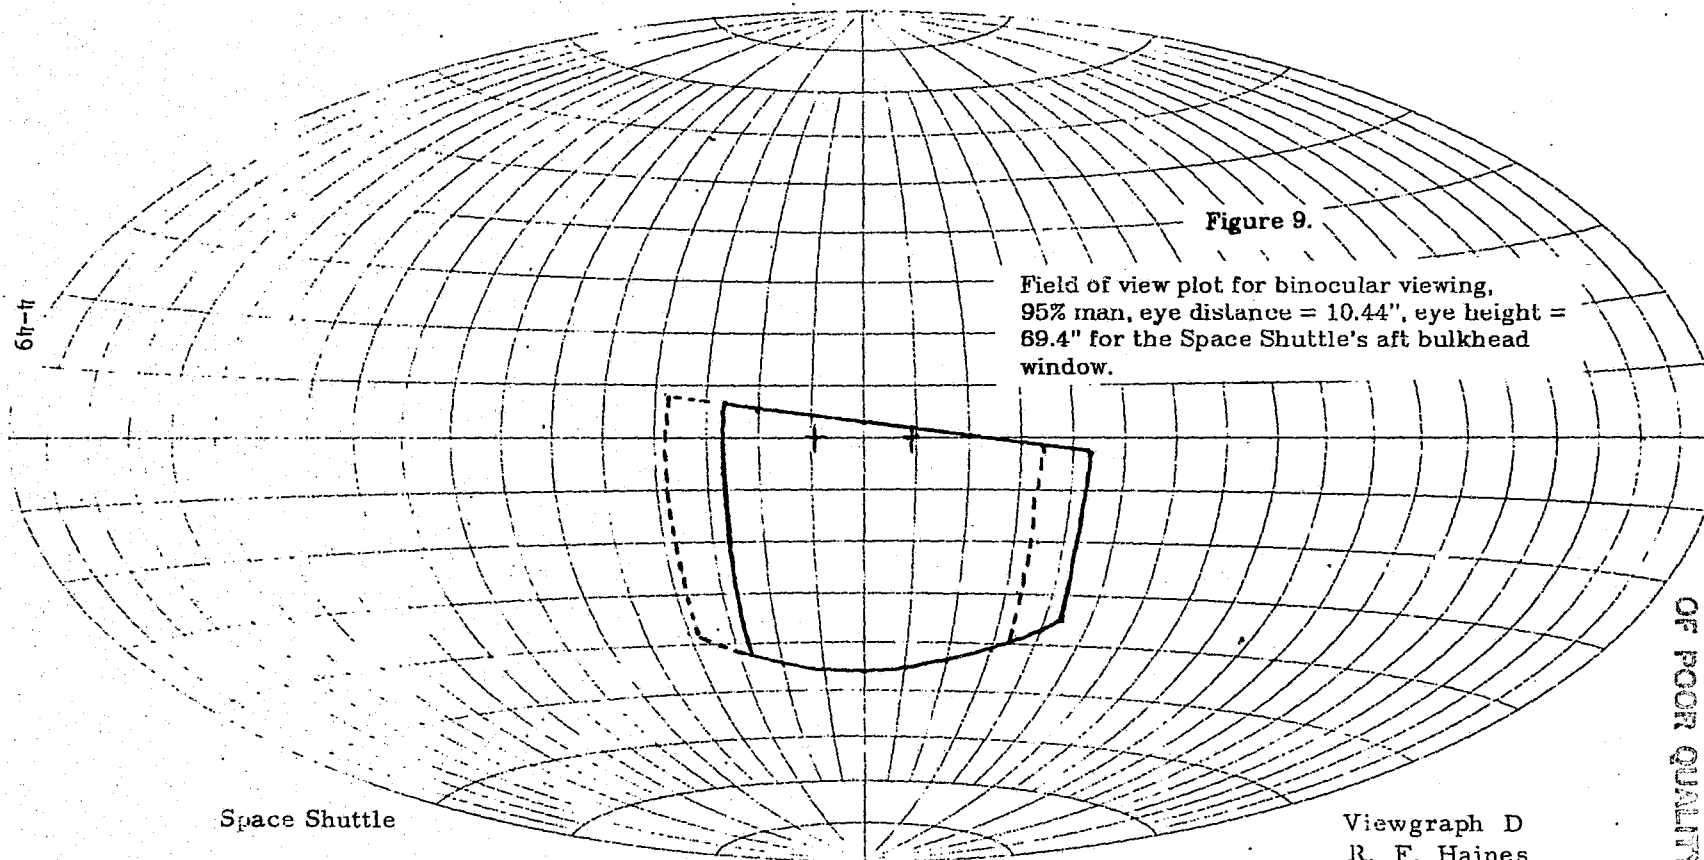 Figure 9.
Field of view plot for binocular viewing,
95% man, eye distance = 10.44", eye height =
69.4" for the Space Shuttle's aft bulkhead
window.
4-49
OF POOR QUALITY
Space Shuttle
Viewgraph D
R. F. Haines